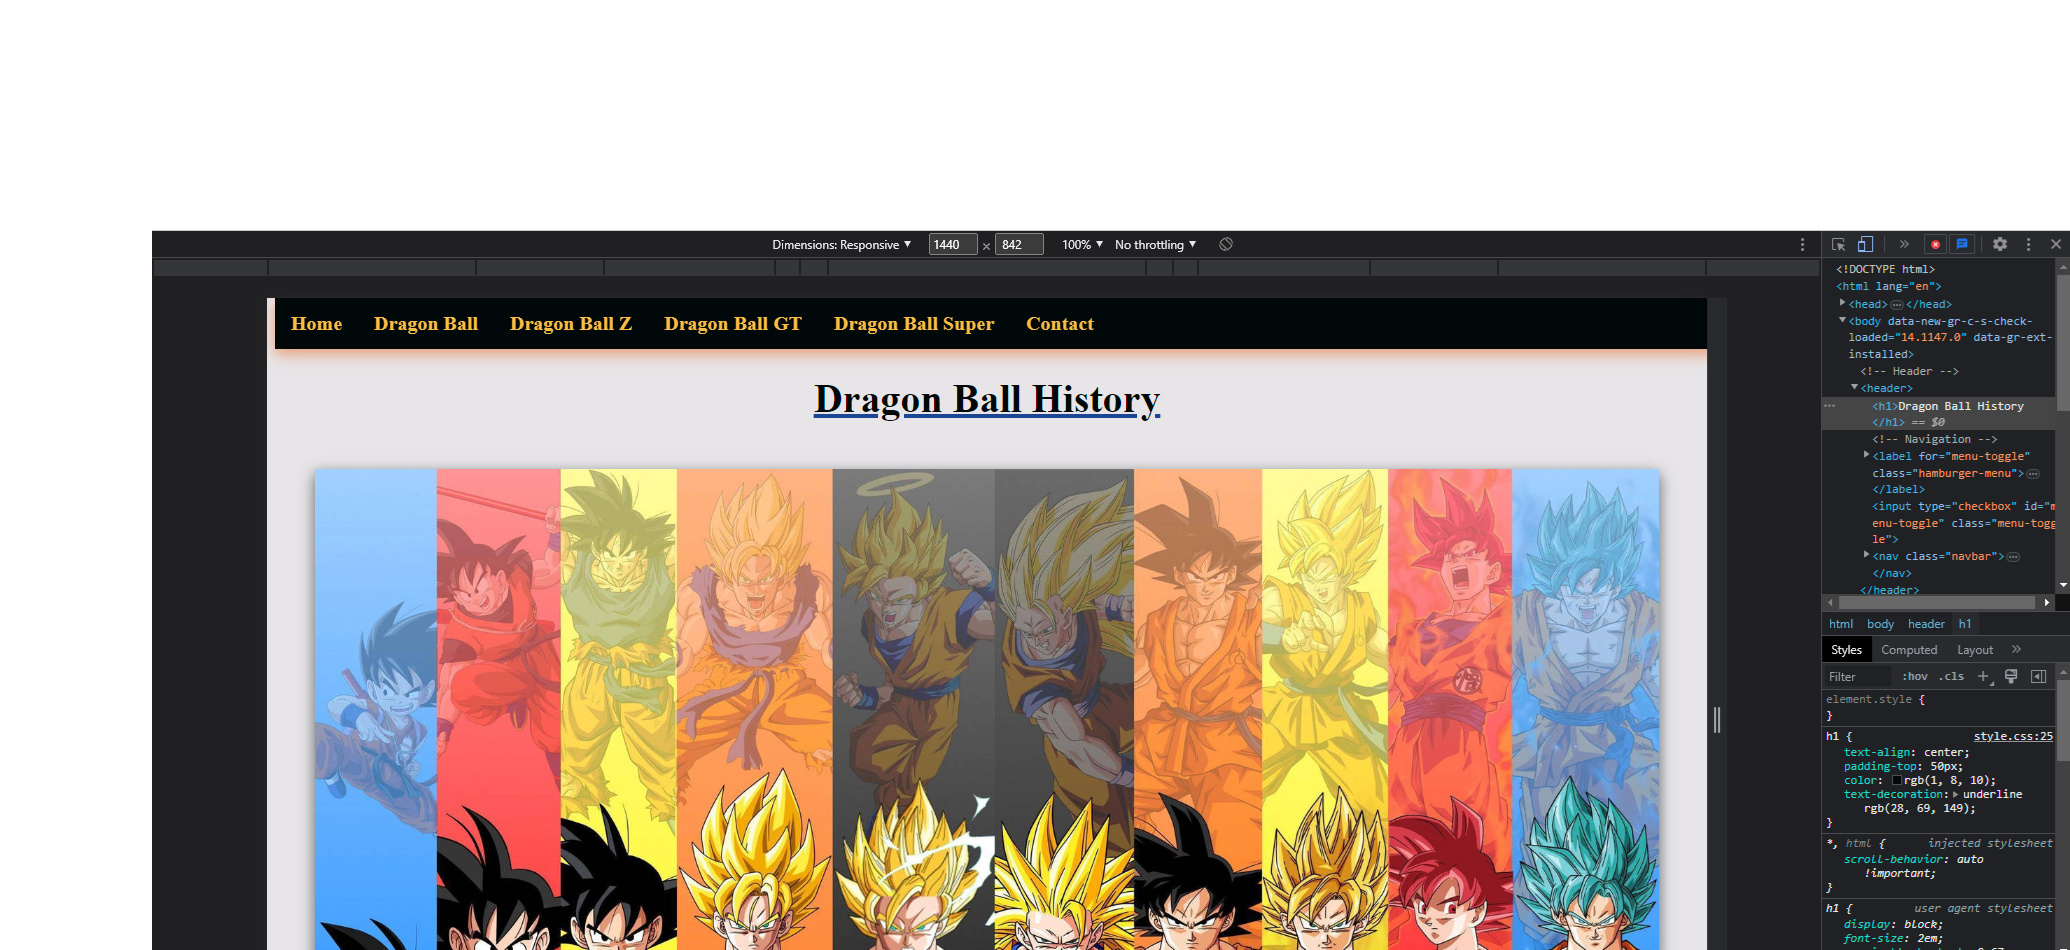 Dimensions: Responsive ▼ 1440 × 842 100% ▼ No throttling ▼
Home Dragon Ball Dragon Ball Z Dragon Ball GT Dragon Ball Super Contact
Dragon Ball History
<!DOCTYPE html>
<html lang="en">
<head> ⋯ </head>
<body data-new-gr-c-s-check-
loaded="14.1147.0" data-gr-ext-
installed>
<!-- Header -->
<header>
<h1>Dragon Ball History
</h1> == $0
<!-- Navigation -->
<label for="menu-toggle"
class="hamburger-menu"> ⋯
</label>
<input type="checkbox" id="m
enu-toggle" class="menu-togg
le">
<nav class="navbar"> ⋯
</nav>
</header>
html body header h1
Styles Computed Layout »
Filter :hov .cls +
element.style {
}
h1 { style.css:25
text-align: center;
padding-top: 50px;
color: rgb(1, 8, 10);
text-decoration: underline
rgb(28, 69, 149);
}
*, html { injected stylesheet
scroll-behavior: auto
!important;
}
h1 { user agent stylesheet
display: block;
font-size: 2em;